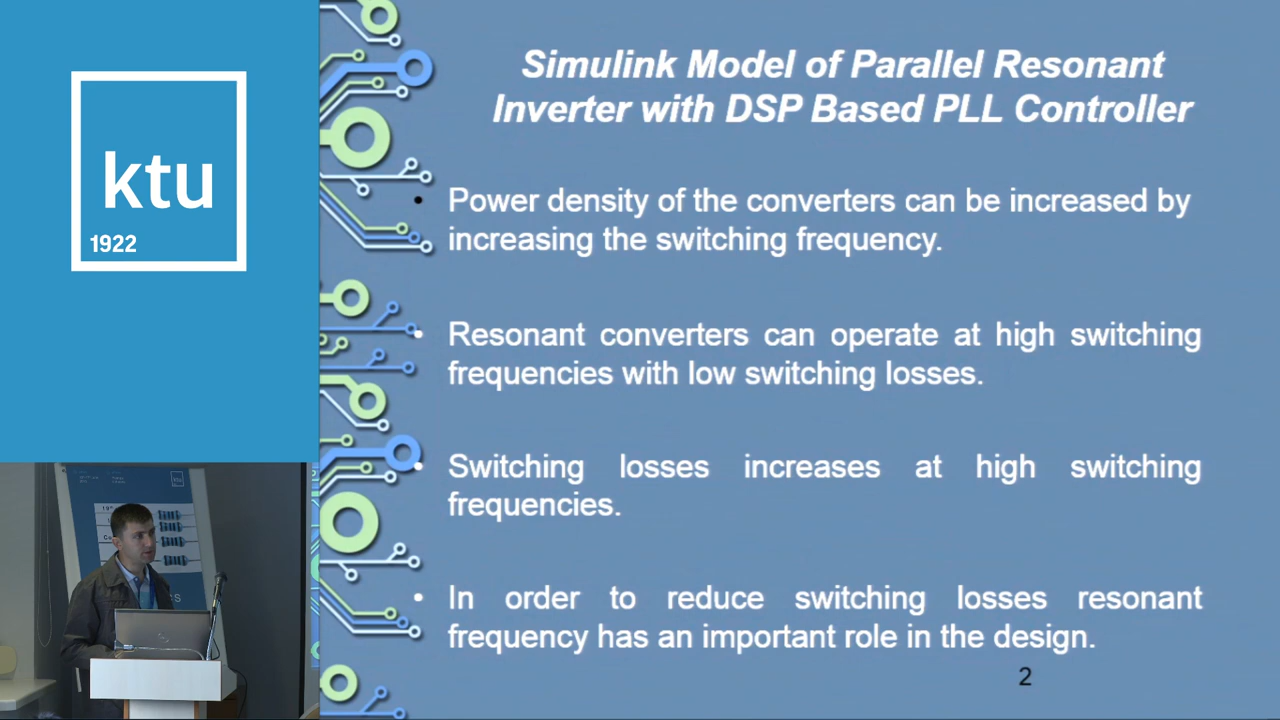 ktu
1922
Simulink Model of Parallel Resonant
Inverter with DSP Based PLL Controller
• Power density of the converters can be increased by
increasing the switching frequency.
• Resonant converters can operate at high switching
frequencies with low switching losses.
• Switching losses increases at high switching
frequencies.
• In order to reduce switching losses resonant
frequency has an important role in the design.
2